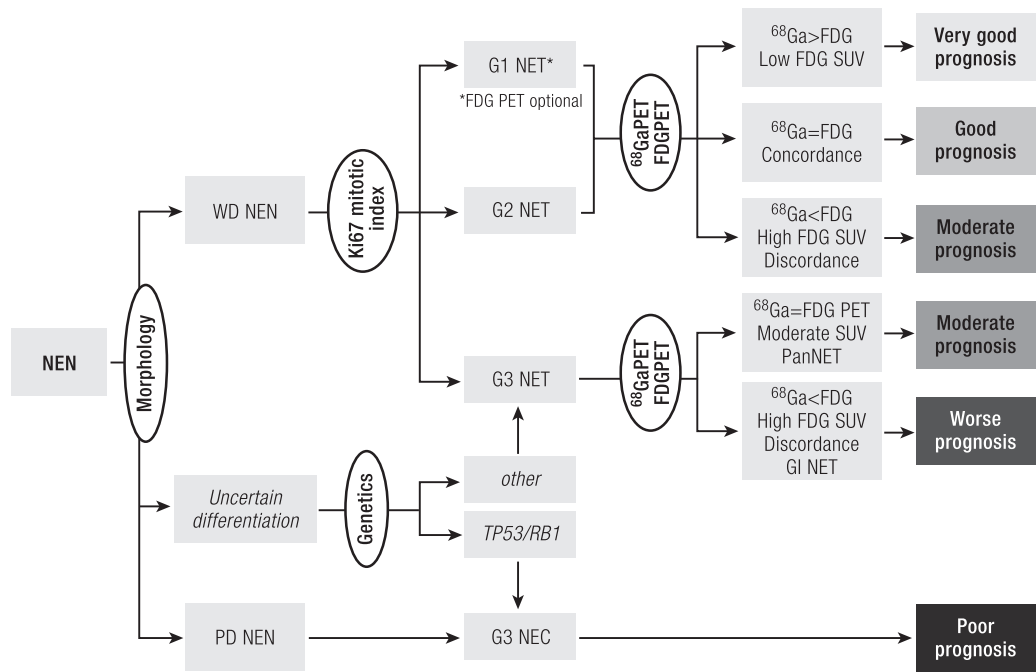 NEN
Morphology
WD NEN
Uncertain
differentiation
PD NEN
Ki67 mitotic
index
Genetics
G1 NET*
*FDG PET optional
G2 NET
G3 NET
other
TP53/RB1
G3 NEC
⁶⁸GaPET
FDGPET
⁶⁸GaPET
FDGPET
⁶⁸Ga>FDG
Low FDG SUV
⁶⁸Ga=FDG
Concordance
⁶⁸Ga<FDG
High FDG SUV
Discordance
⁶⁸Ga=FDG PET
Moderate SUV
PanNET
⁶⁸Ga<FDG
High FDG SUV
Discordance
GI NET
Very good
prognosis
Good
prognosis
Moderate
prognosis
Moderate
prognosis
Worse
prognosis
Poor
prognosis